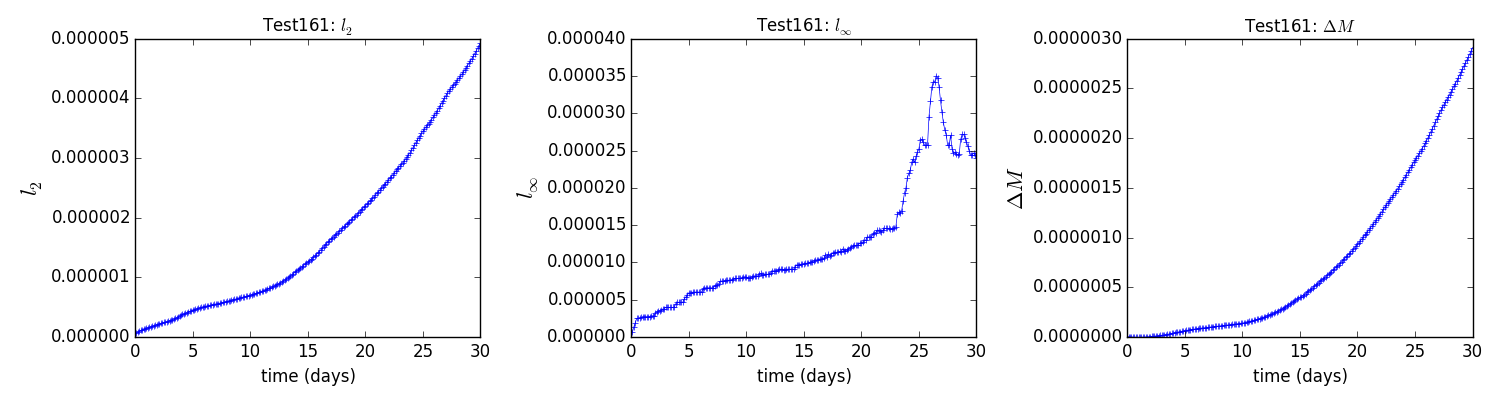 Test161: l₂
0.000005
0.000004
0.000003
0.000002
0.000001
0.000000
l₂
0 5 10 15 20 25 30
time (days)
Test161: l∞
0.000040
0.000035
0.000030
0.000025
0.000020
0.000015
0.000010
0.000005
0.000000
l∞
0 5 10 15 20 25 30
time (days)
Test161: ΔM
0.0000030
0.0000025
0.0000020
0.0000015
0.0000010
0.0000005
0.0000000
ΔM
0 5 10 15 20 25 30
time (days)